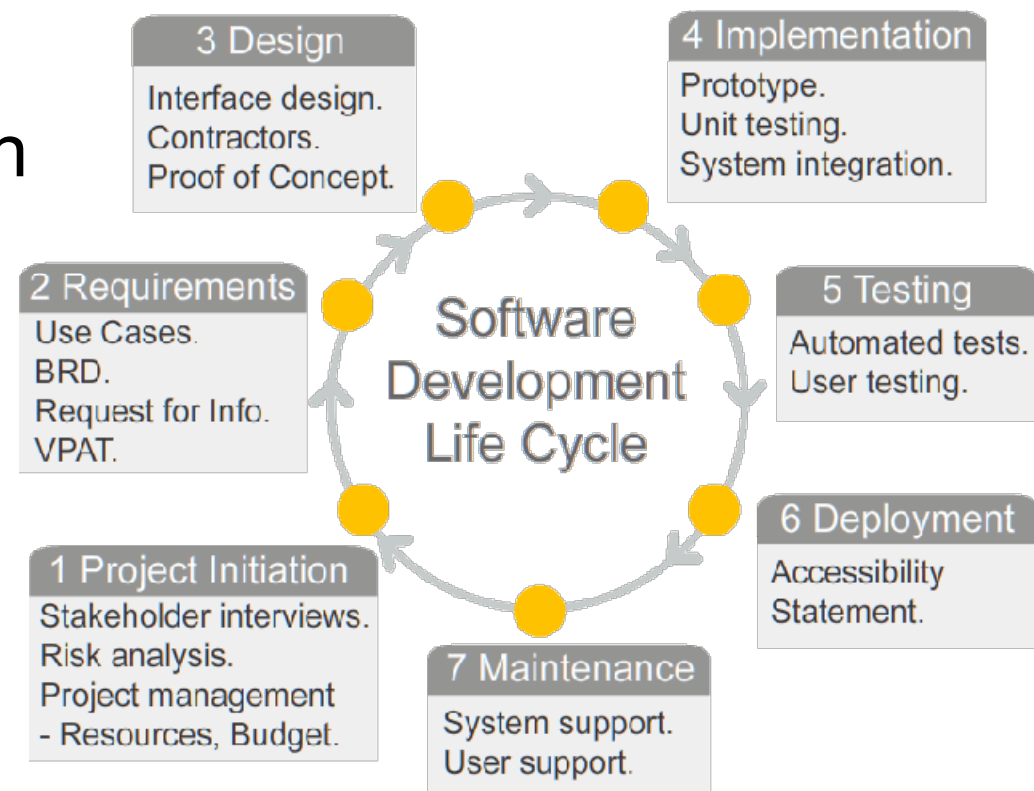 n
3 Design
Interface design.
Contractors.
Proof of Concept.
4 Implementation
Prototype.
Unit testing.
System integration.
2 Requirements
Use Cases.
BRD.
Request for Info.
VPAT.
Software
Development
Life Cycle
5 Testing
Automated tests.
User testing.
1 Project Initiation
Stakeholder interviews.
Risk analysis.
Project management
- Resources, Budget.
6 Deployment
Accessibility
Statement.
7 Maintenance
System support.
User support.